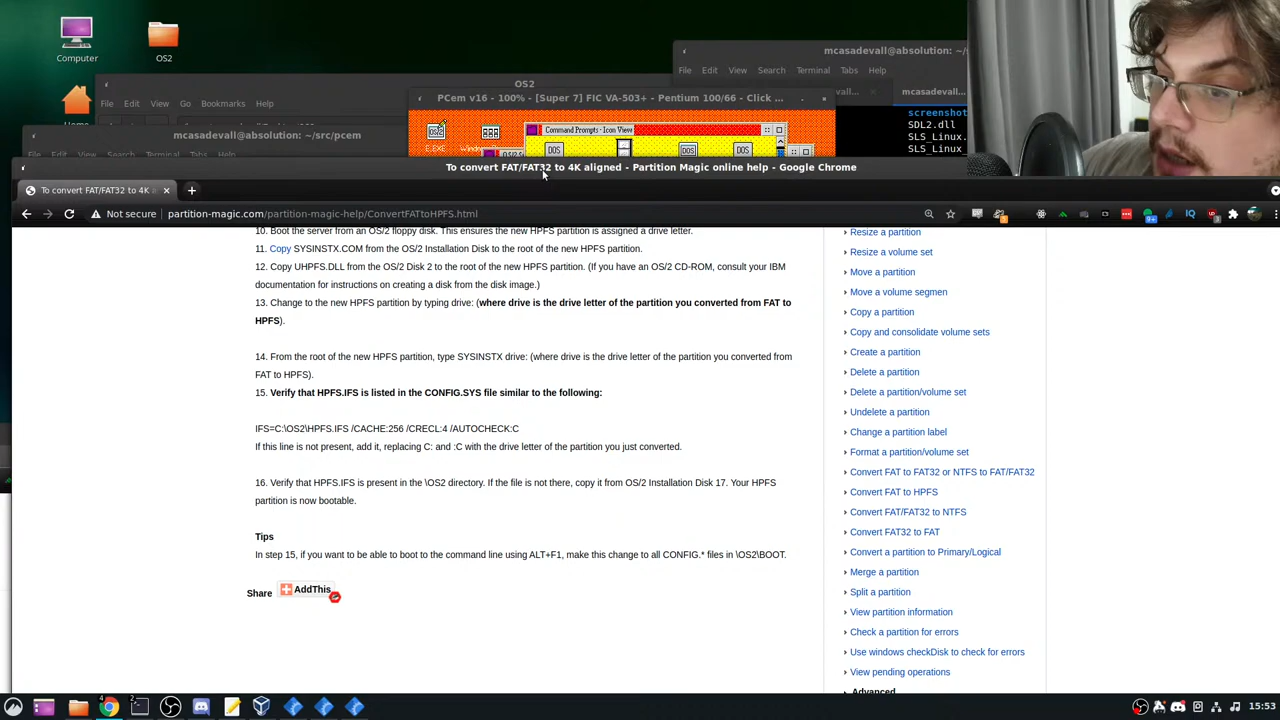 Computer
OS2
mcasadevall@absolution: ~/s
File Edit View Search Terminal Tabs Help
OS2
File Edit View Go Bookmarks Help
PCem v16 - 100% - [Super 7] FIC VA-503+ - Pentium 100/66 - Click ...
evall... × mcasadevall@abso
screenshot
SDL2.dll
SLS_Linux.
SLS_Linux_
Command Prompts - Icon View
E.EXE
DOS
DOS
DOS
mcasadevall@absolution: ~/src/pcem
To convert FAT/FAT32 to 4K aligned - Partition Magic online help - Google Chrome
To convert FAT/FAT32 to 4K a × +
Not secure | partition-magic.com/partition-magic-help/ConvertFATtoHPFS.html
10. Boot the server from an OS/2 floppy disk. This ensures the new HPFS partition is assigned a drive letter.
11. Copy SYSINSTX.COM from the OS/2 Installation Disk to the root of the new HPFS partition.
12. Copy UHPFS.DLL from the OS/2 Disk 2 to the root of the new HPFS partition. (If you have an OS/2 CD-ROM, consult your IBM
documentation for instructions on creating a disk from the disk image.)
13. Change to the new HPFS partition by typing drive: (where drive is the drive letter of the partition you converted from FAT to
HPFS).
14. From the root of the new HPFS partition, type SYSINSTX drive: (where drive is the drive letter of the partition you converted from
FAT to HPFS).
15. Verify that HPFS.IFS is listed in the CONFIG.SYS file similar to the following:
IFS=C:\OS2\HPFS.IFS /CACHE:256 /CRECL:4 /AUTOCHECK:C
If this line is not present, add it, replacing C: and :C with the drive letter of the partition you just converted.
16. Verify that HPFS.IFS is present in the \OS2 directory. If the file is not there, copy it from OS/2 Installation Disk 17. Your HPFS
partition is now bootable.
Tips
In step 15, if you want to be able to boot to the command line using ALT+F1, make this change to all CONFIG.* files in \OS2\BOOT.
Share AddThis
Resize a partition
Resize a volume set
Move a partition
Move a volume segmen
Copy a partition
Copy and consolidate volume sets
Create a partition
Delete a partition
Delete a partition/volume set
Undelete a partition
Change a partition label
Format a partition/volume set
Convert FAT to FAT32 or NTFS to FAT/FAT32
Convert FAT to HPFS
Convert FAT/FAT32 to NTFS
Convert FAT32 to FAT
Convert a partition to Primary/Logical
Merge a partition
Split a partition
View partition information
Check a partition for errors
Use windows checkDisk to check for errors
View pending operations
Advanced
15:53